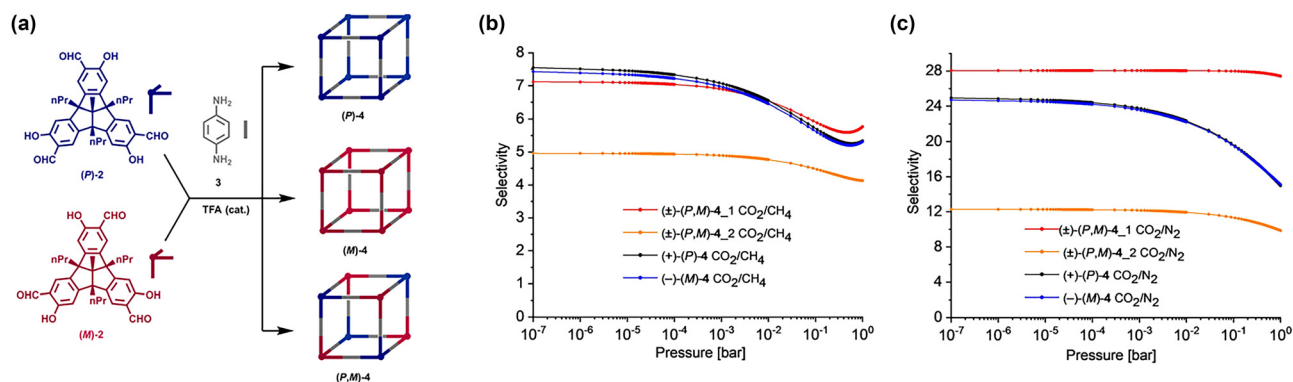 (a)
OHC
OH
nPr
nPr
HO
CHO
nPr
OHC
OH
(P)-2
HO
CHO
nPr
nPr
OHC
OH
nPr
HO
CHO
(M)-2
NH2
NH2
3
TFA (cat.)
(P)-4
(M)-4
(P,M)-4
(b)
Selectivity
8
7
6
5
4
3
2
1
0
(±)-(P,M)-4_1 CO2/CH4
(±)-(P,M)-4_2 CO2/CH4
(+)-(P)-4 CO2/CH4
(−)-(M)-4 CO2/CH4
10-7 10-6 10-5 10-4 10-3 10-2 10-1 100
Pressure [bar]
(c)
Selectivity
28
24
20
16
12
8
4
0
(±)-(P,M)-4_1 CO2/N2
(±)-(P,M)-4_2 CO2/N2
(+)-(P)-4 CO2/N2
(−)-(M)-4 CO2/N2
10-7 10-6 10-5 10-4 10-3 10-2 10-1 100
Pressure [bar]